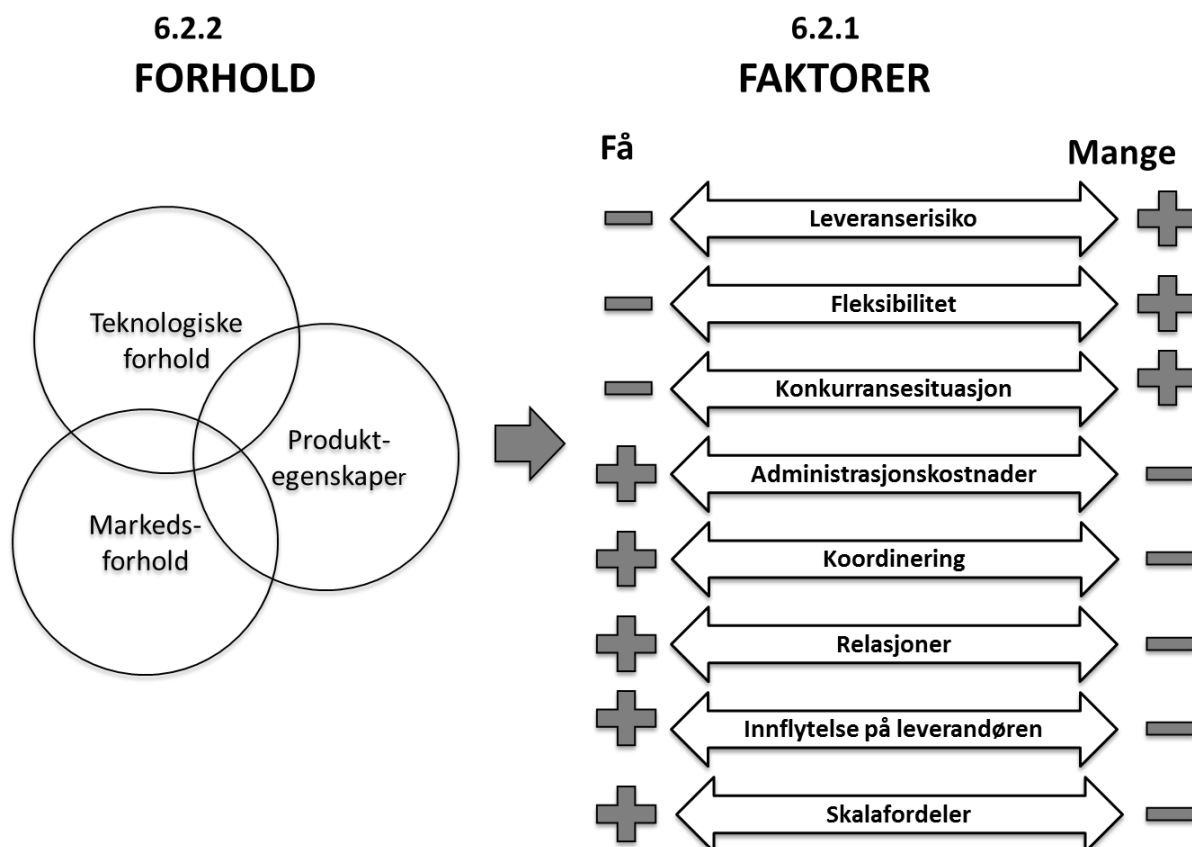 6.2.2
FORHOLD
Teknologiske
forhold
Produkt-
egenskaper
Markeds-
forhold
6.2.1
FAKTORER
Få
Mange
Leveranserisiko
Fleksibilitet
Konkurransesituasjon
Administrasjonskostnader
Koordinering
Relasjoner
Innflytelse på leverandøren
Skalafordeler